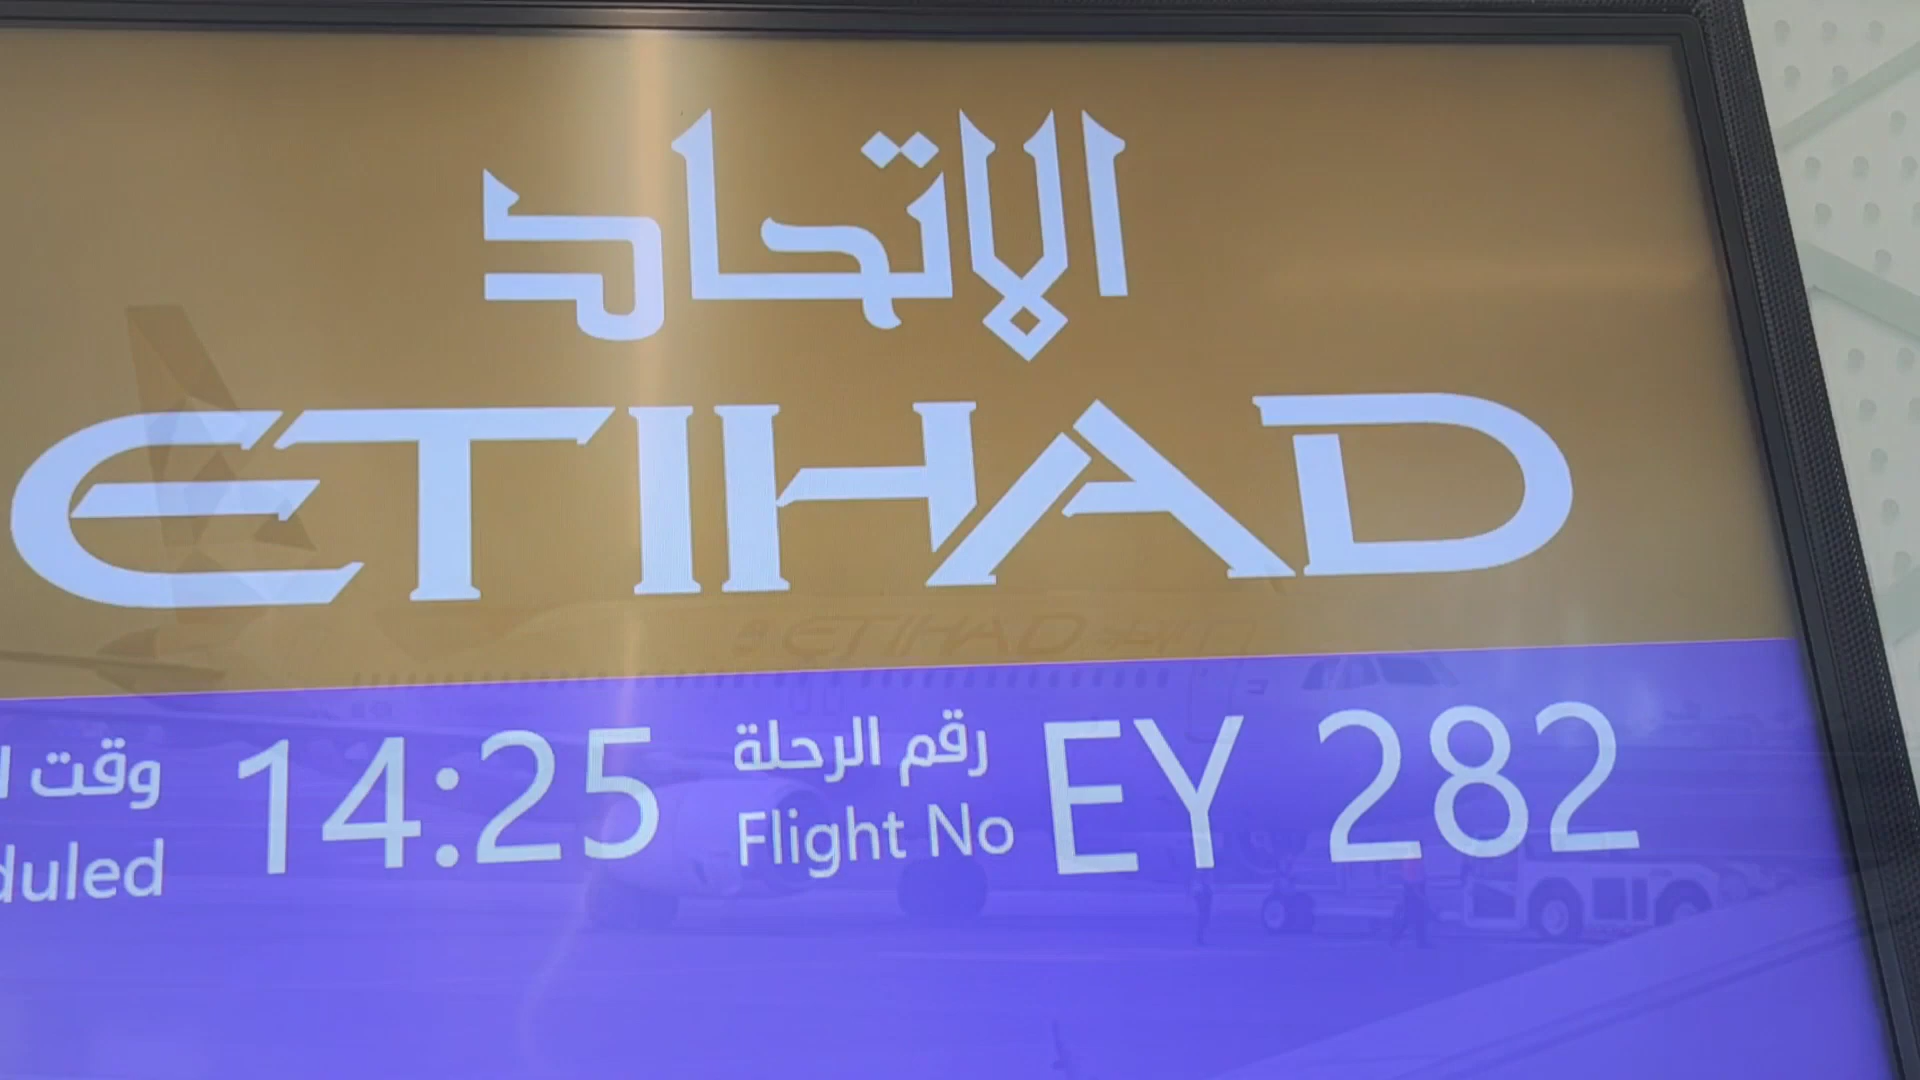 الاتحاد
ETIHAD
وقت
duled
14:25
رقم الرحلة
Flight No
EY 282